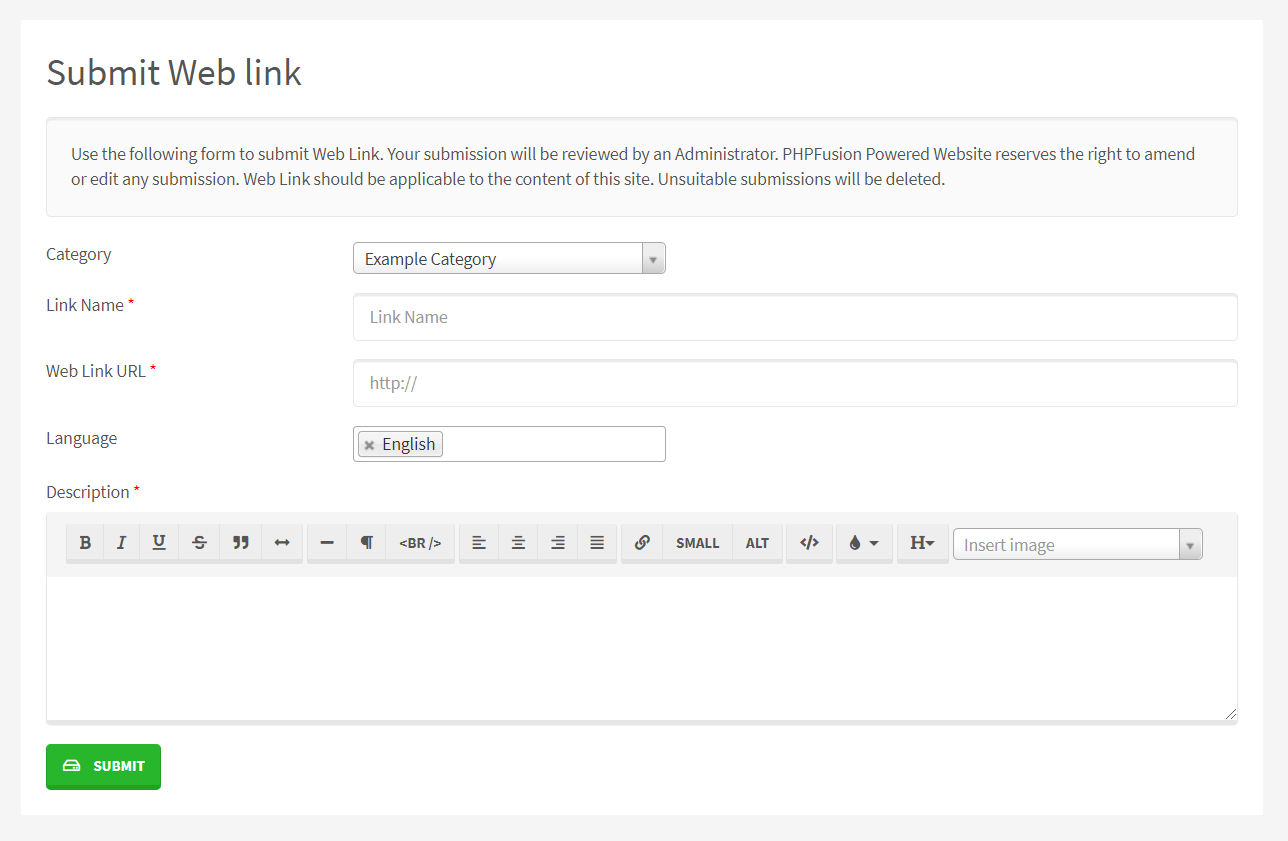 Submit Web link
Use the following form to submit Web Link. Your submission will be reviewed by an Administrator. PHPFusion Powered Website reserves the right to amend
or edit any submission. Web Link should be applicable to the content of this site. Unsuitable submissions will be deleted.
Category
Example Category
Link Name *
Link Name
Web Link URL *
http://
Language
× English
Description *
B I U S <BR /> SMALL ALT </> H Insert image
SUBMIT